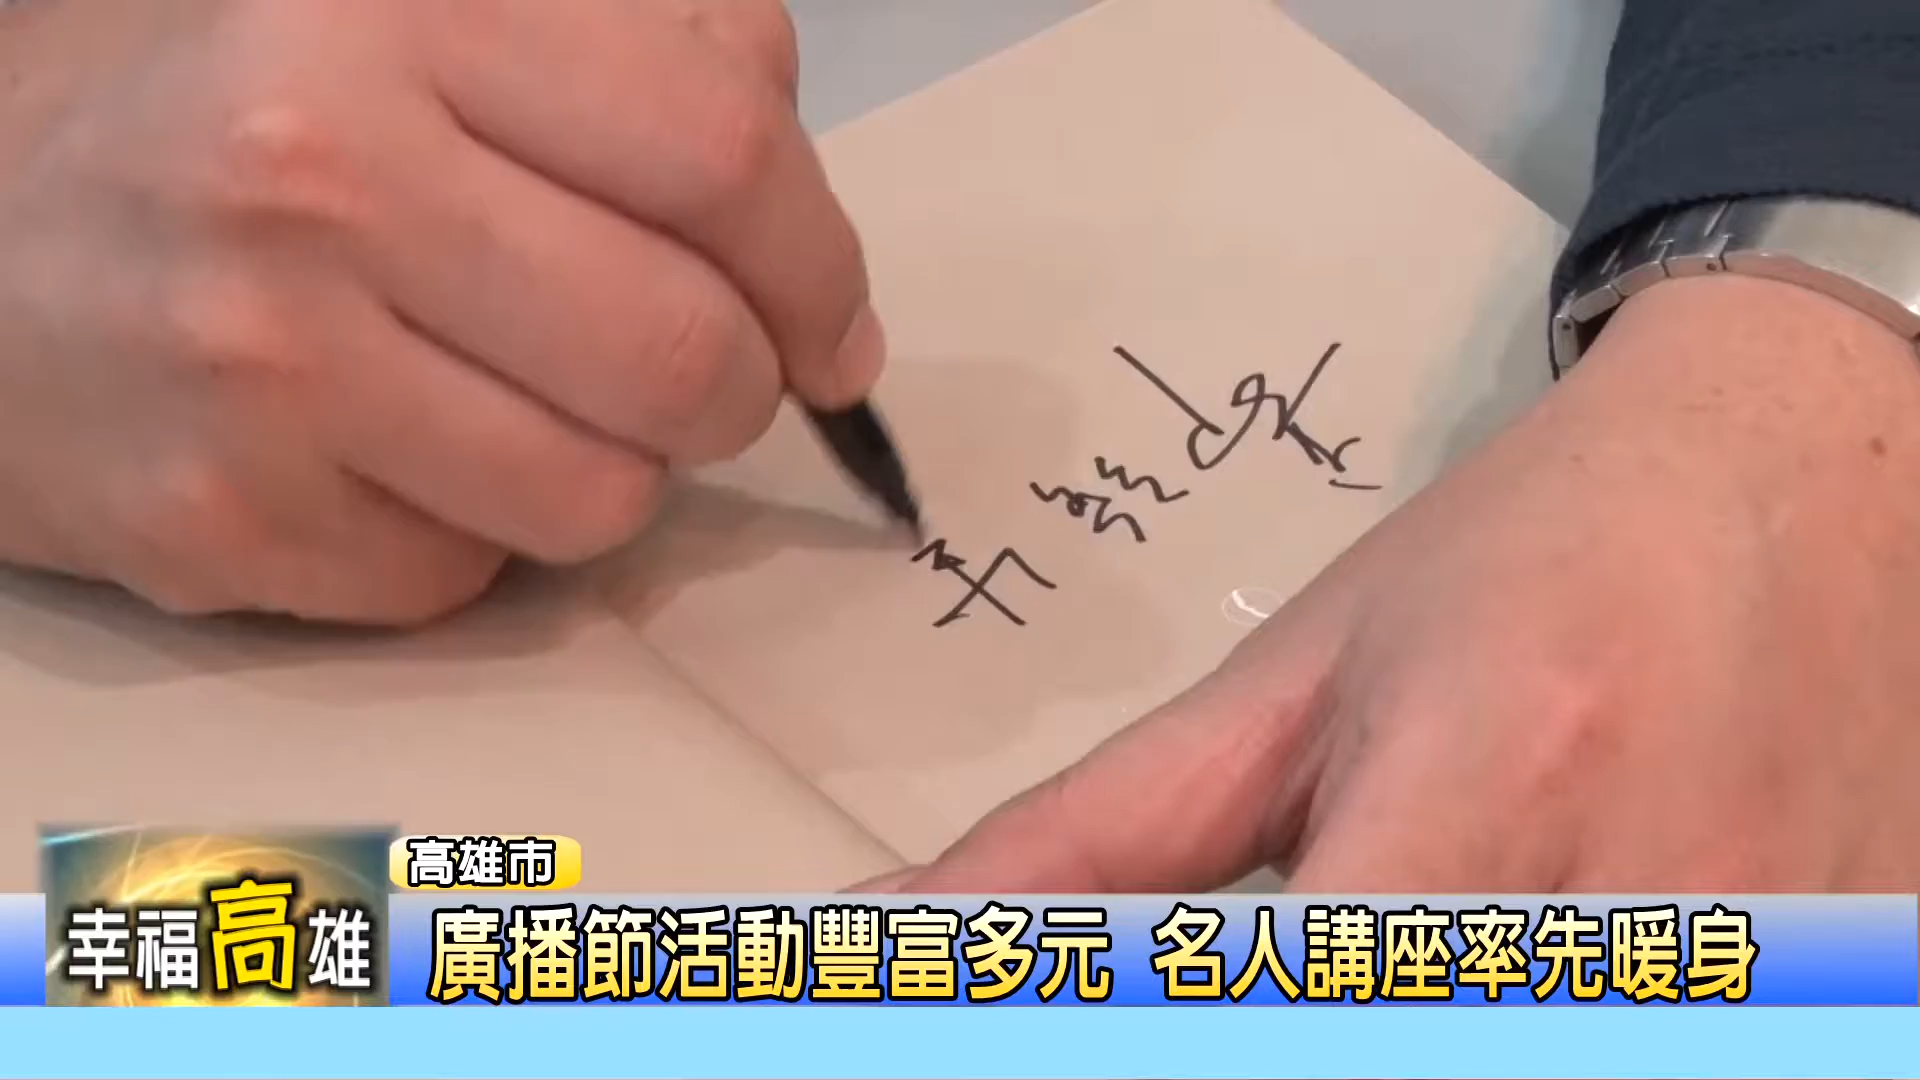 高雄市
幸福高雄
廣播節活動豐富多元 名人講座率先暖身